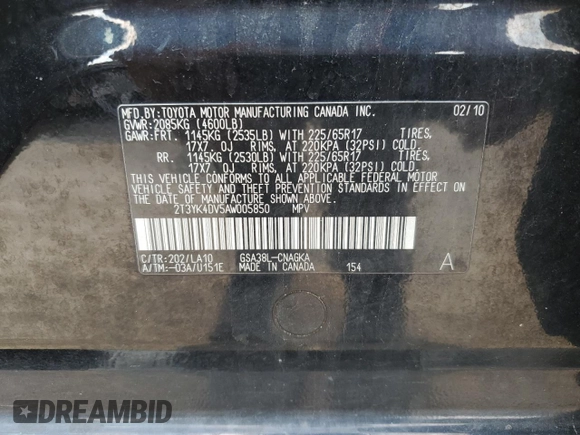 MFD.BY:TOYOTA MOTOR MANUFACTURING CANADA INC. 02/10
GVWR:2085KG (4600LB)
GAWR:FRT. 1145KG (2535LB) WITH 225/65R17 TIRES,
17X7. OJ RIMS, AT 220KPA (32PSI) COLD.
RR. 1145KG (2530LB) WITH 225/65R17 TIRES,
17X7. OJ RIMS, AT 220KPA (32PSI) COLD.
THIS VEHICLE CONFORMS TO ALL APPLICABLE FEDERAL MOTOR
VEHICLE SAFETY AND THEFT PREVENTION STANDARDS IN EFFECT ON
THE DATE OF MANUFACTURE SHOWN ABOVE.
2T3YK4DV5AW005850 MPV
C/TR:202/LA10 GSA38L-CNAGKA
A/TM:-03A/U151E MADE IN CANADA 154 A
DREAMBID